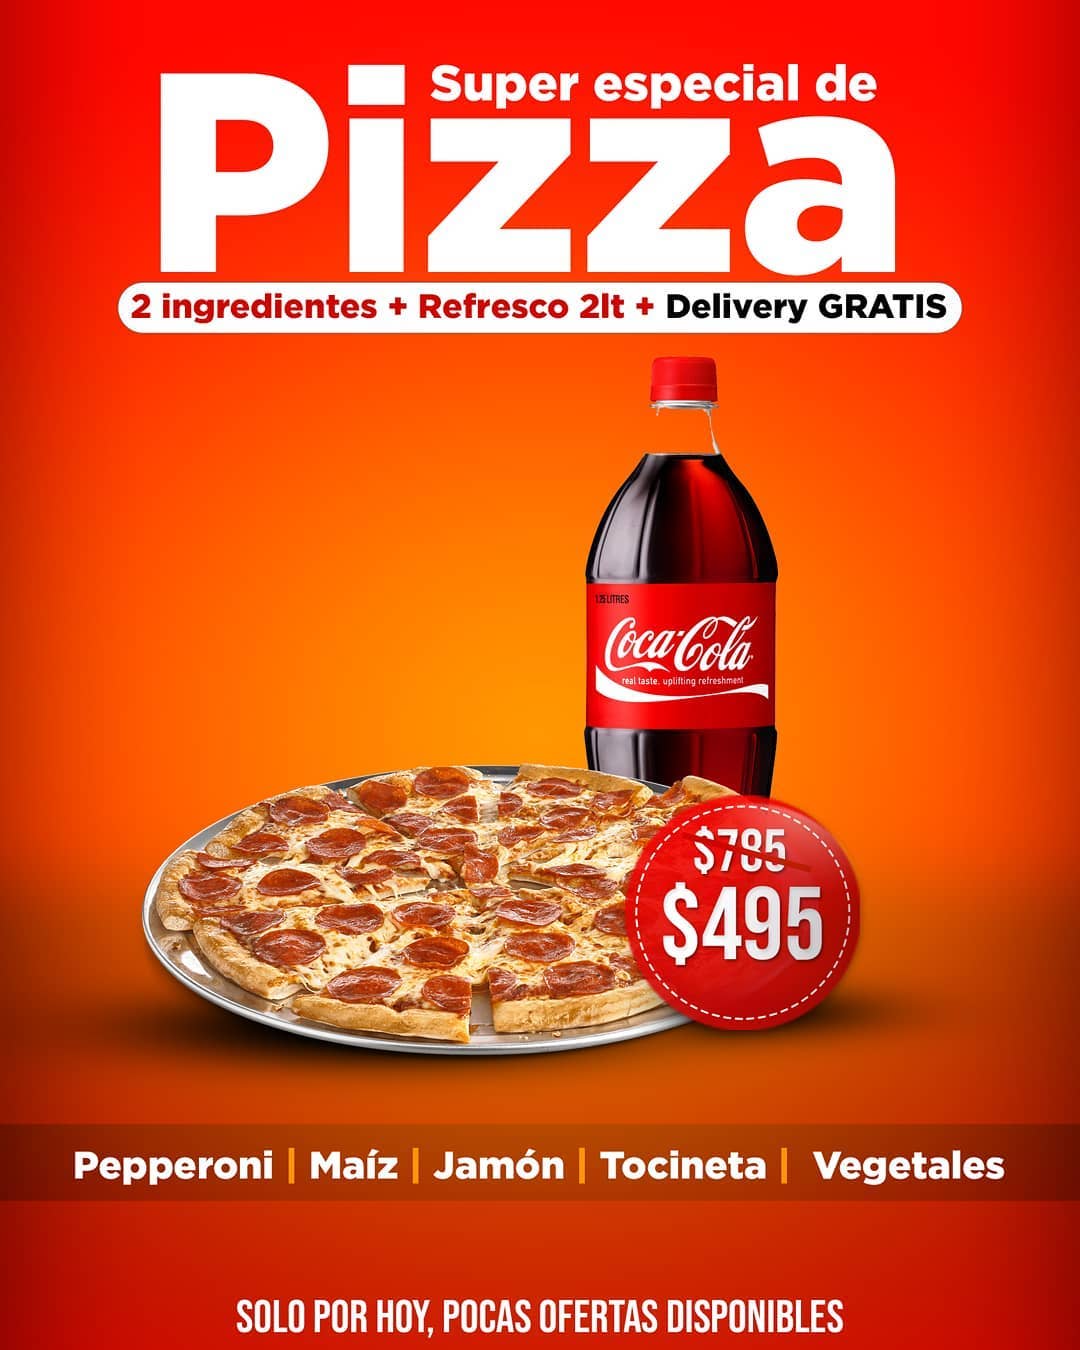 Super especial de
Pizza
2 ingredientes + Refresco 2lt + Delivery GRATIS
1.25 LITRES
Coca-Cola
real taste. uplifting refreshment
$785
$495
Pepperoni | Maíz | Jamón | Tocineta | Vegetales
SOLO POR HOY, POCAS OFERTAS DISPONIBLES